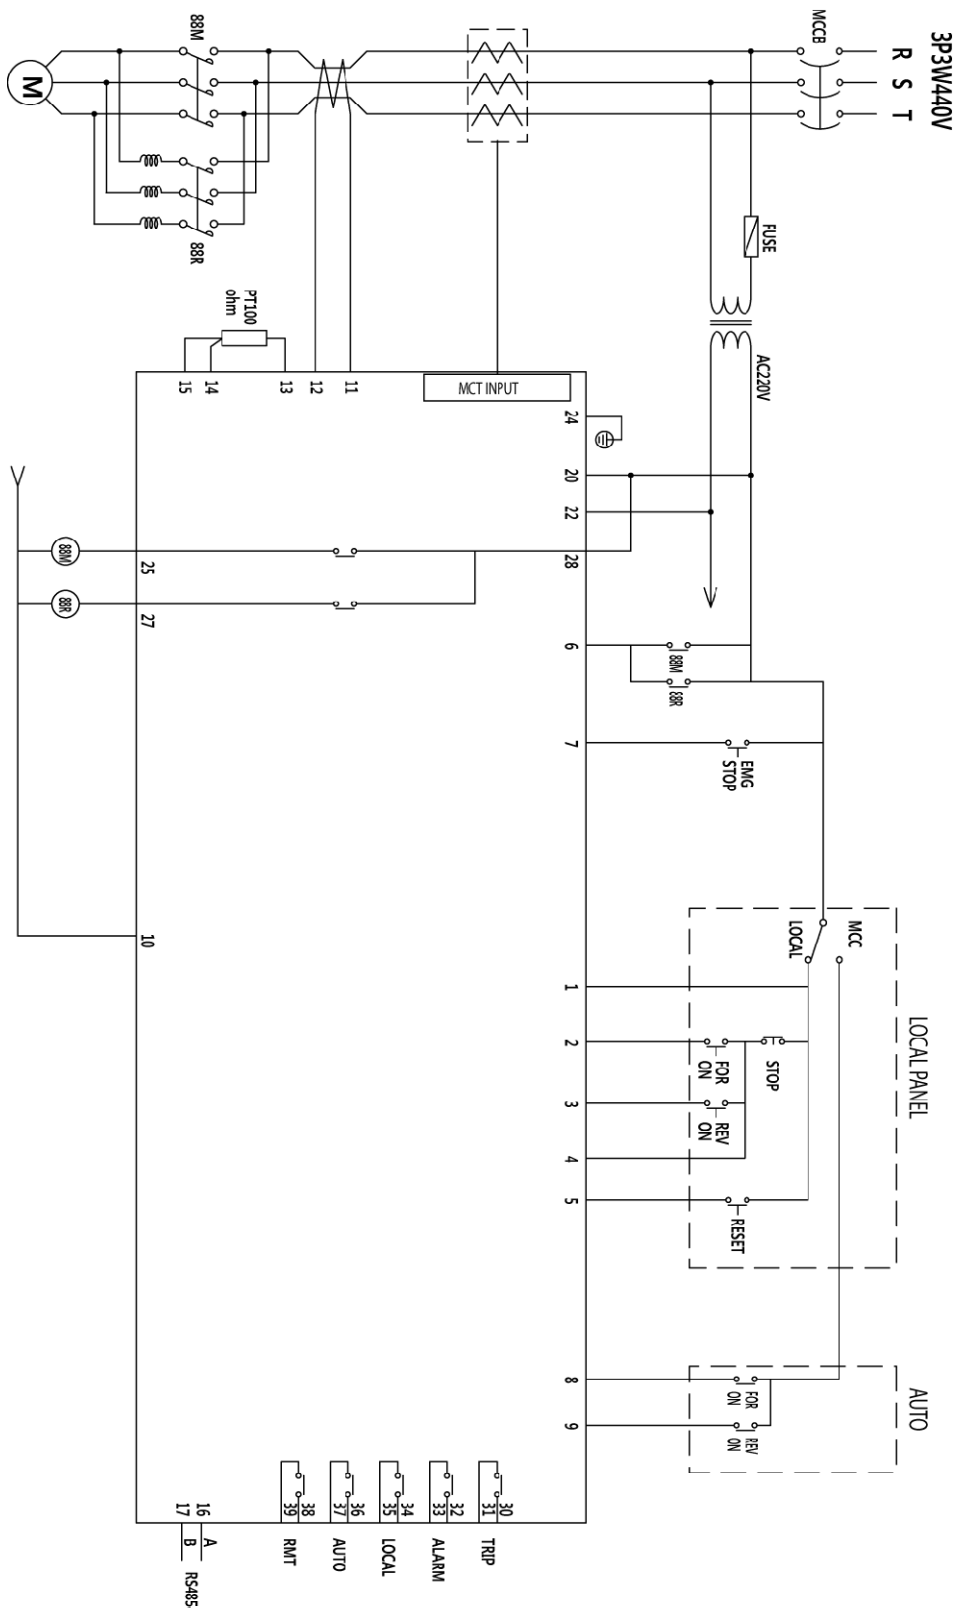 3P3W440V
R
S
T
MCCB
88M
M
88R
FUSE
PT100
ohm
AC220V
MCT INPUT
15
14
13
12
11
24
20
22
28
88M
25
88R
27
6
88M
88R
7
EMG
STOP
10
LOCAL PANEL
MCC
LOCAL
1
2
FOR
ON
STOP
3
REV
ON
4
5
RESET
AUTO
8
FOR
ON
9
REV
ON
30
31
TRIP
32
33
ALARM
34
35
LOCAL
36
37
AUTO
38
39
RMT
16
A
17
B
RS485